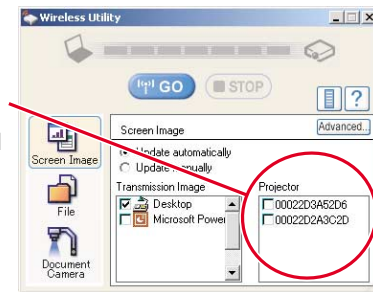 Wireless Utility
GO
STOP
?
Screen Image
Advanced...
Update automatically
Update manually
Screen Image
File
Document
Camera
Transmission Image
Desktop
Microsoft Power
Projector
00022D3A52D6
00022D2A3C2D